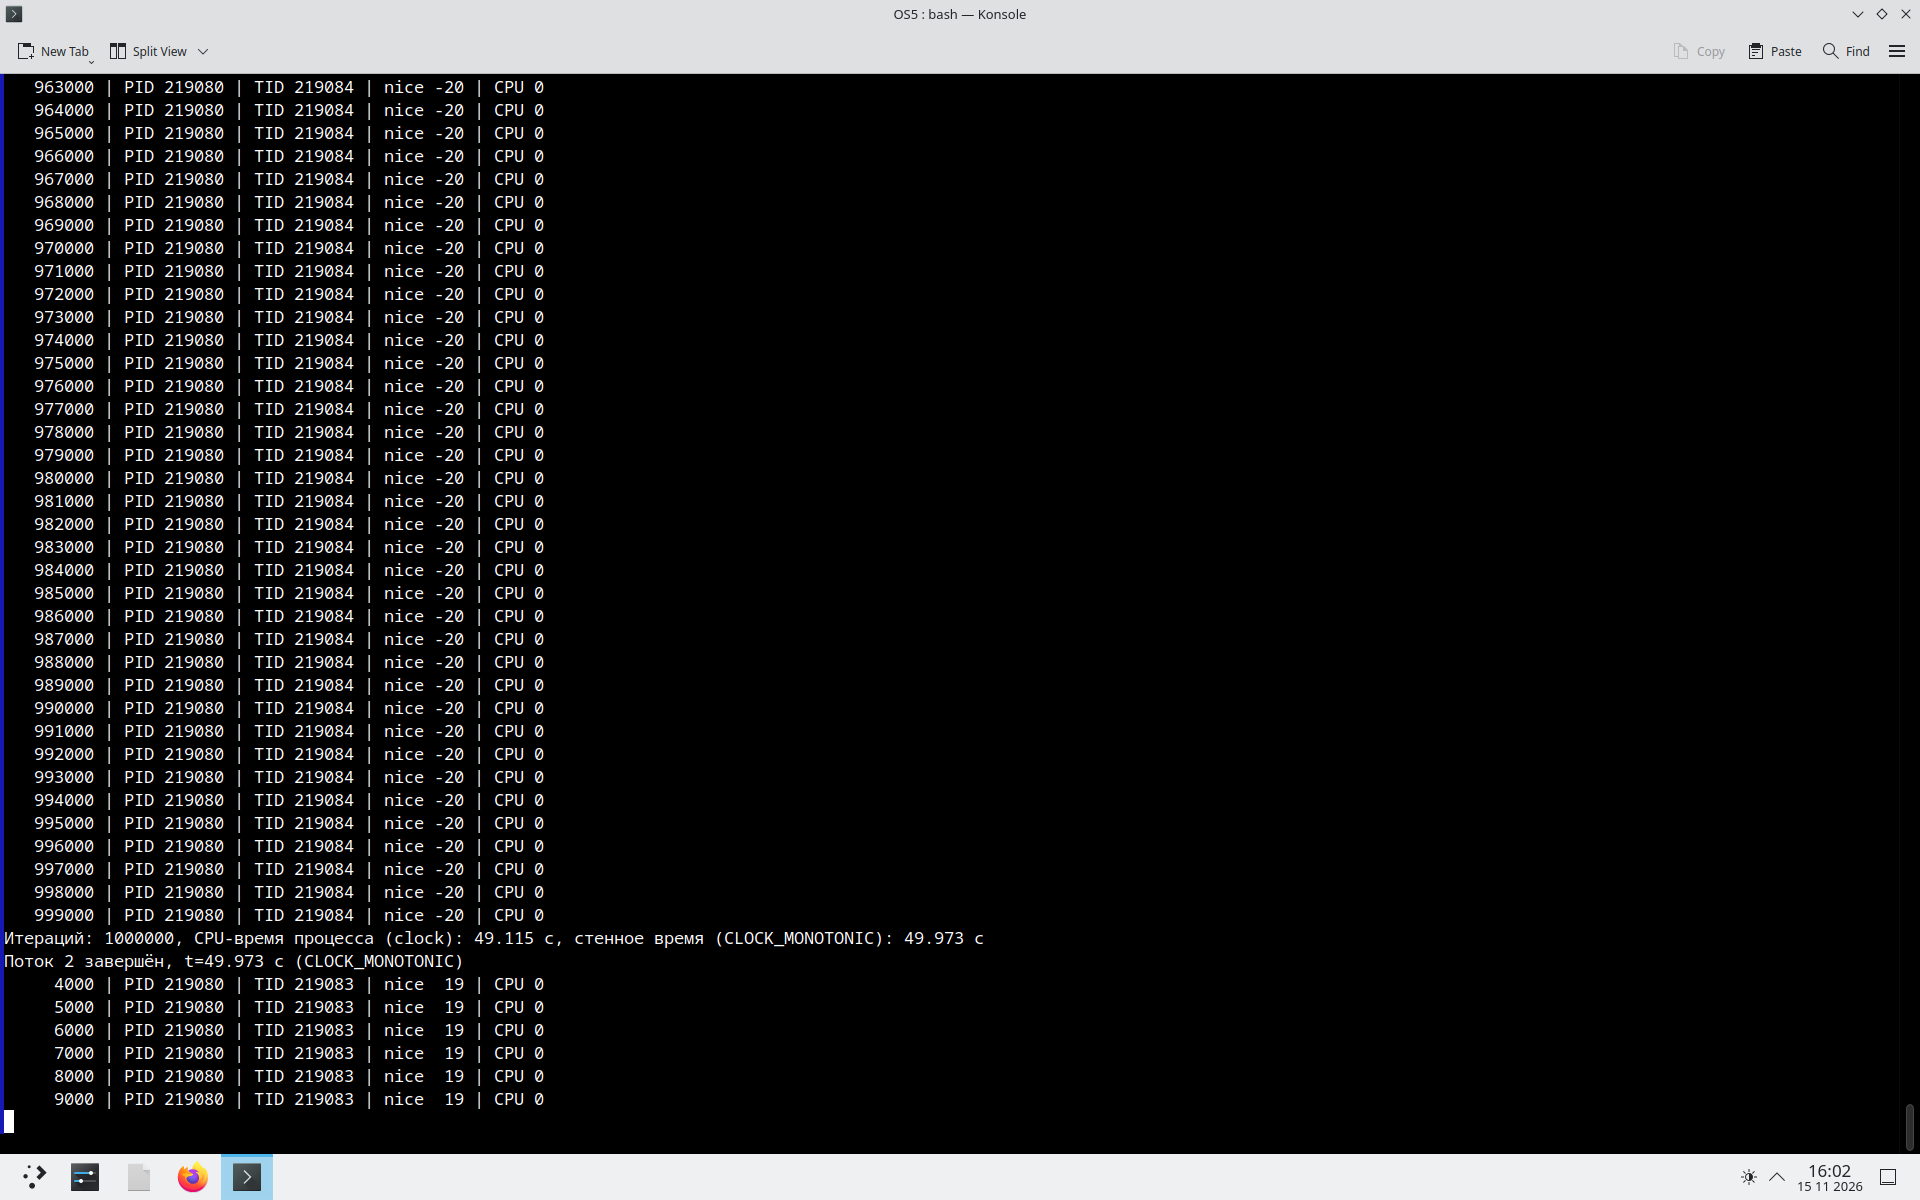 OS5 : bash — Konsole
New Tab
Split View
Copy
Paste
Find
963000 | PID 219080 | TID 219084 | nice -20 | CPU 0
964000 | PID 219080 | TID 219084 | nice -20 | CPU 0
965000 | PID 219080 | TID 219084 | nice -20 | CPU 0
966000 | PID 219080 | TID 219084 | nice -20 | CPU 0
967000 | PID 219080 | TID 219084 | nice -20 | CPU 0
968000 | PID 219080 | TID 219084 | nice -20 | CPU 0
969000 | PID 219080 | TID 219084 | nice -20 | CPU 0
970000 | PID 219080 | TID 219084 | nice -20 | CPU 0
971000 | PID 219080 | TID 219084 | nice -20 | CPU 0
972000 | PID 219080 | TID 219084 | nice -20 | CPU 0
973000 | PID 219080 | TID 219084 | nice -20 | CPU 0
974000 | PID 219080 | TID 219084 | nice -20 | CPU 0
975000 | PID 219080 | TID 219084 | nice -20 | CPU 0
976000 | PID 219080 | TID 219084 | nice -20 | CPU 0
977000 | PID 219080 | TID 219084 | nice -20 | CPU 0
978000 | PID 219080 | TID 219084 | nice -20 | CPU 0
979000 | PID 219080 | TID 219084 | nice -20 | CPU 0
980000 | PID 219080 | TID 219084 | nice -20 | CPU 0
981000 | PID 219080 | TID 219084 | nice -20 | CPU 0
982000 | PID 219080 | TID 219084 | nice -20 | CPU 0
983000 | PID 219080 | TID 219084 | nice -20 | CPU 0
984000 | PID 219080 | TID 219084 | nice -20 | CPU 0
985000 | PID 219080 | TID 219084 | nice -20 | CPU 0
986000 | PID 219080 | TID 219084 | nice -20 | CPU 0
987000 | PID 219080 | TID 219084 | nice -20 | CPU 0
988000 | PID 219080 | TID 219084 | nice -20 | CPU 0
989000 | PID 219080 | TID 219084 | nice -20 | CPU 0
990000 | PID 219080 | TID 219084 | nice -20 | CPU 0
991000 | PID 219080 | TID 219084 | nice -20 | CPU 0
992000 | PID 219080 | TID 219084 | nice -20 | CPU 0
993000 | PID 219080 | TID 219084 | nice -20 | CPU 0
994000 | PID 219080 | TID 219084 | nice -20 | CPU 0
995000 | PID 219080 | TID 219084 | nice -20 | CPU 0
996000 | PID 219080 | TID 219084 | nice -20 | CPU 0
997000 | PID 219080 | TID 219084 | nice -20 | CPU 0
998000 | PID 219080 | TID 219084 | nice -20 | CPU 0
999000 | PID 219080 | TID 219084 | nice -20 | CPU 0
Итераций: 1000000, CPU-время процесса (clock): 49.115 с, стенное время (CLOCK_MONOTONIC): 49.973 с
Поток 2 завершён, t=49.973 с (CLOCK_MONOTONIC)
4000 | PID 219080 | TID 219083 | nice  19 | CPU 0
5000 | PID 219080 | TID 219083 | nice  19 | CPU 0
6000 | PID 219080 | TID 219083 | nice  19 | CPU 0
7000 | PID 219080 | TID 219083 | nice  19 | CPU 0
8000 | PID 219080 | TID 219083 | nice  19 | CPU 0
9000 | PID 219080 | TID 219083 | nice  19 | CPU 0
16:02
15 11 2026